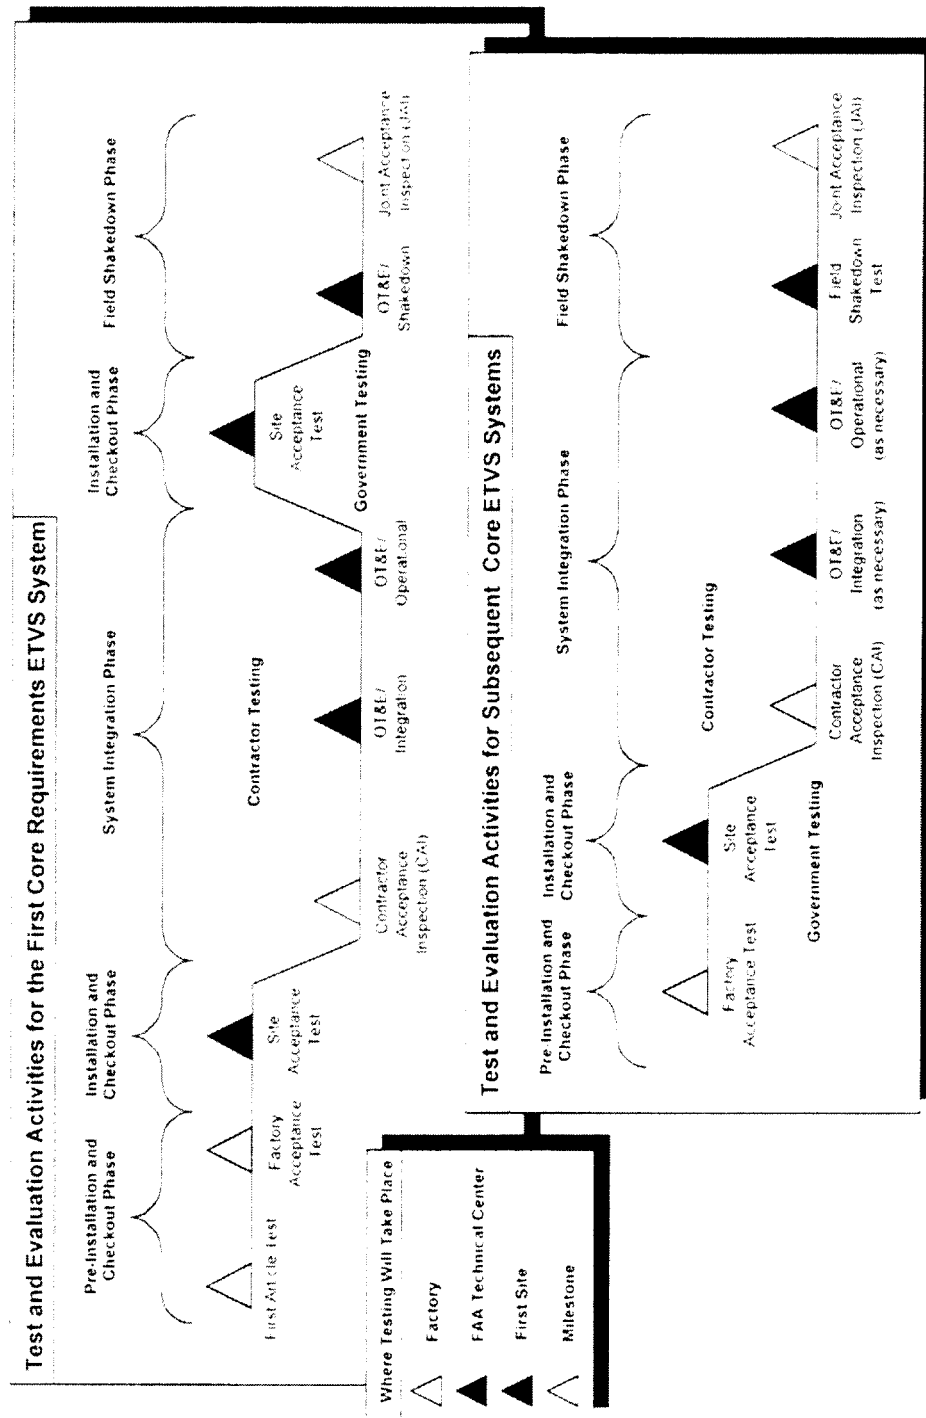 Test and Evaluation Activities for the First Core Requirements ETVS System
Pre-Installation and
Checkout Phase
Installation and
Checkout Phase
System Integration Phase
Installation and
Checkout Phase
Field Shakedown Phase
First Article Test
Factory
Acceptance
Test
Site
Acceptance
Test
Contractor Testing
Site
Acceptance
Test
Contractor
Acceptance
Inspection (CAI)
OT&E/
Integration
OT&E/
Operational
Government Testing
OT&E/
Shakedown
Joint Acceptance
Inspection (JAI)
Where Testing Will Take Place
Factory
FAA Technical Center
First Site
Milestone
Test and Evaluation Activities for Subsequent Core ETVS Systems
Pre-Installation and
Checkout Phase
Installation and
Checkout Phase
System Integration Phase
Field Shakedown Phase
Factory
Acceptance Test
Site
Acceptance
Test
Contractor Testing
Government Testing
Contractor
Acceptance
Inspection (CAI)
OT&E/
Integration
(as necessary)
OT&E/
Operational
(as necessary)
Field
Shakedown
Test
Joint Acceptance
Inspection (JAI)